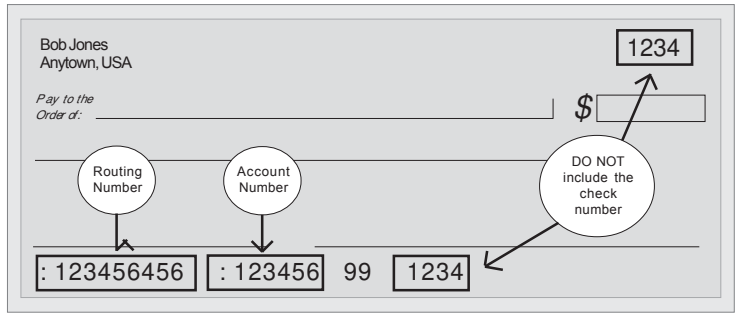 Bob Jones
Anytown, USA
1234
Pay to the
Order of:
$
Routing
Number
Account
Number
DO NOT
include the
check
number
: 123456456 : 123456 99 1234